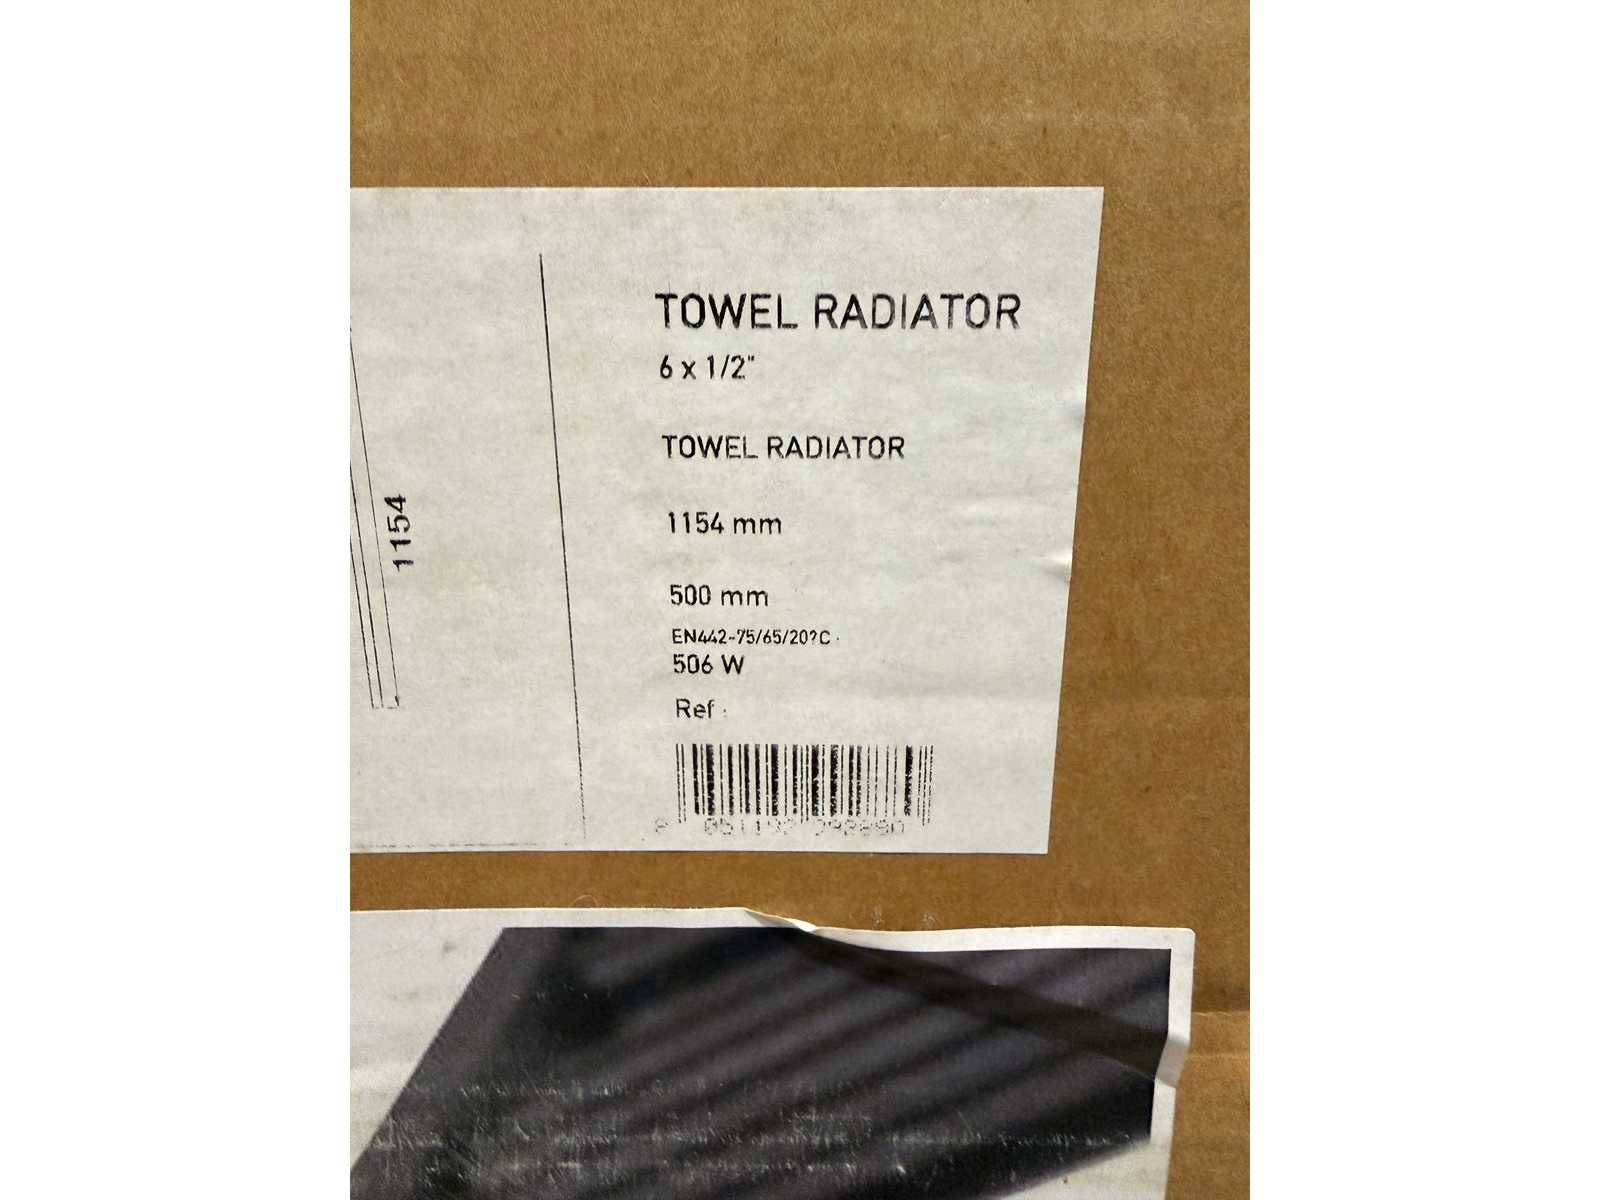 TOWEL RADIATOR
6 x 1/2"
TOWEL RADIATOR
1154 mm
1154
500 mm
EN442-75/65/20?C
506 W
Ref :